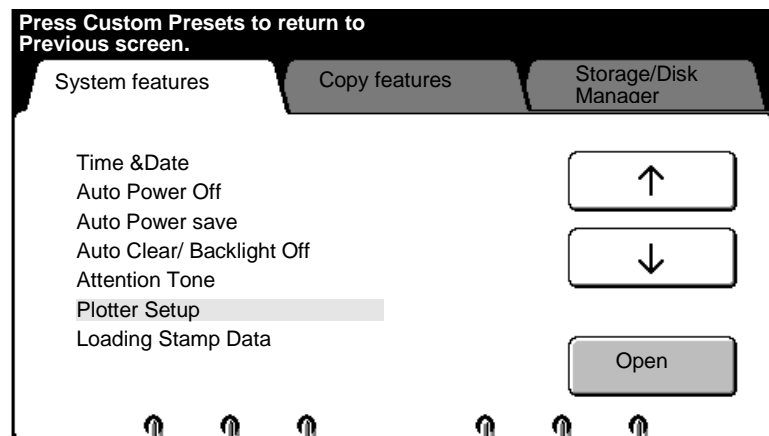 Press Custom Presets to return to
Previous screen.
System features
Copy features
Storage/Disk
Manager
Time &Date
Auto Power Off
Auto Power save
Auto Clear/ Backlight Off
Attention Tone
Plotter Setup
Loading Stamp Data
↑
↓
Open